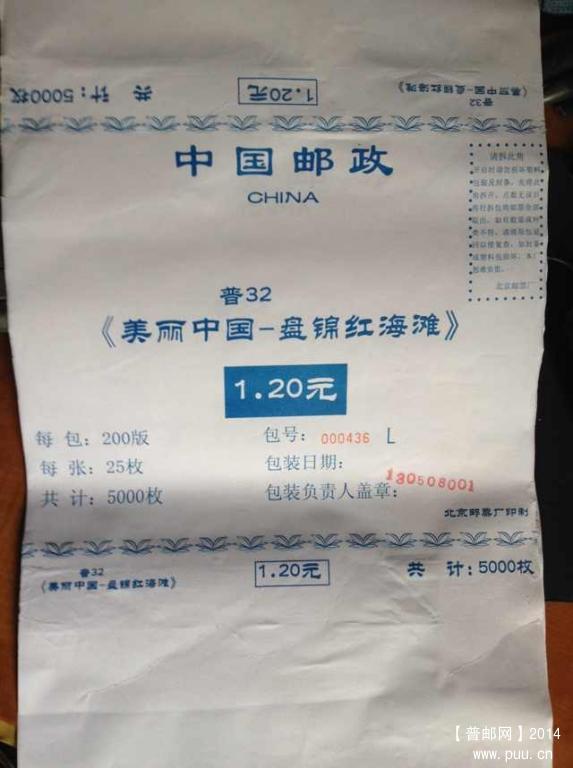 共 计：5000枚
1.20元
普32
《美丽中国-盘锦红海滩》
中国邮政
CHINA
请拆此角
北京邮票厂
普32
《美丽中国-盘锦红海滩》
1.20元
每 包：200版
包号：000436 L
每 张：25枚
包装日期：
130508001
共 计：5000枚
包装负责人盖章：
北京邮票厂印制
普32
《美丽中国-盘锦红海滩》
1.20元
共 计：5000枚
【普邮网】2014
www.puu.cn